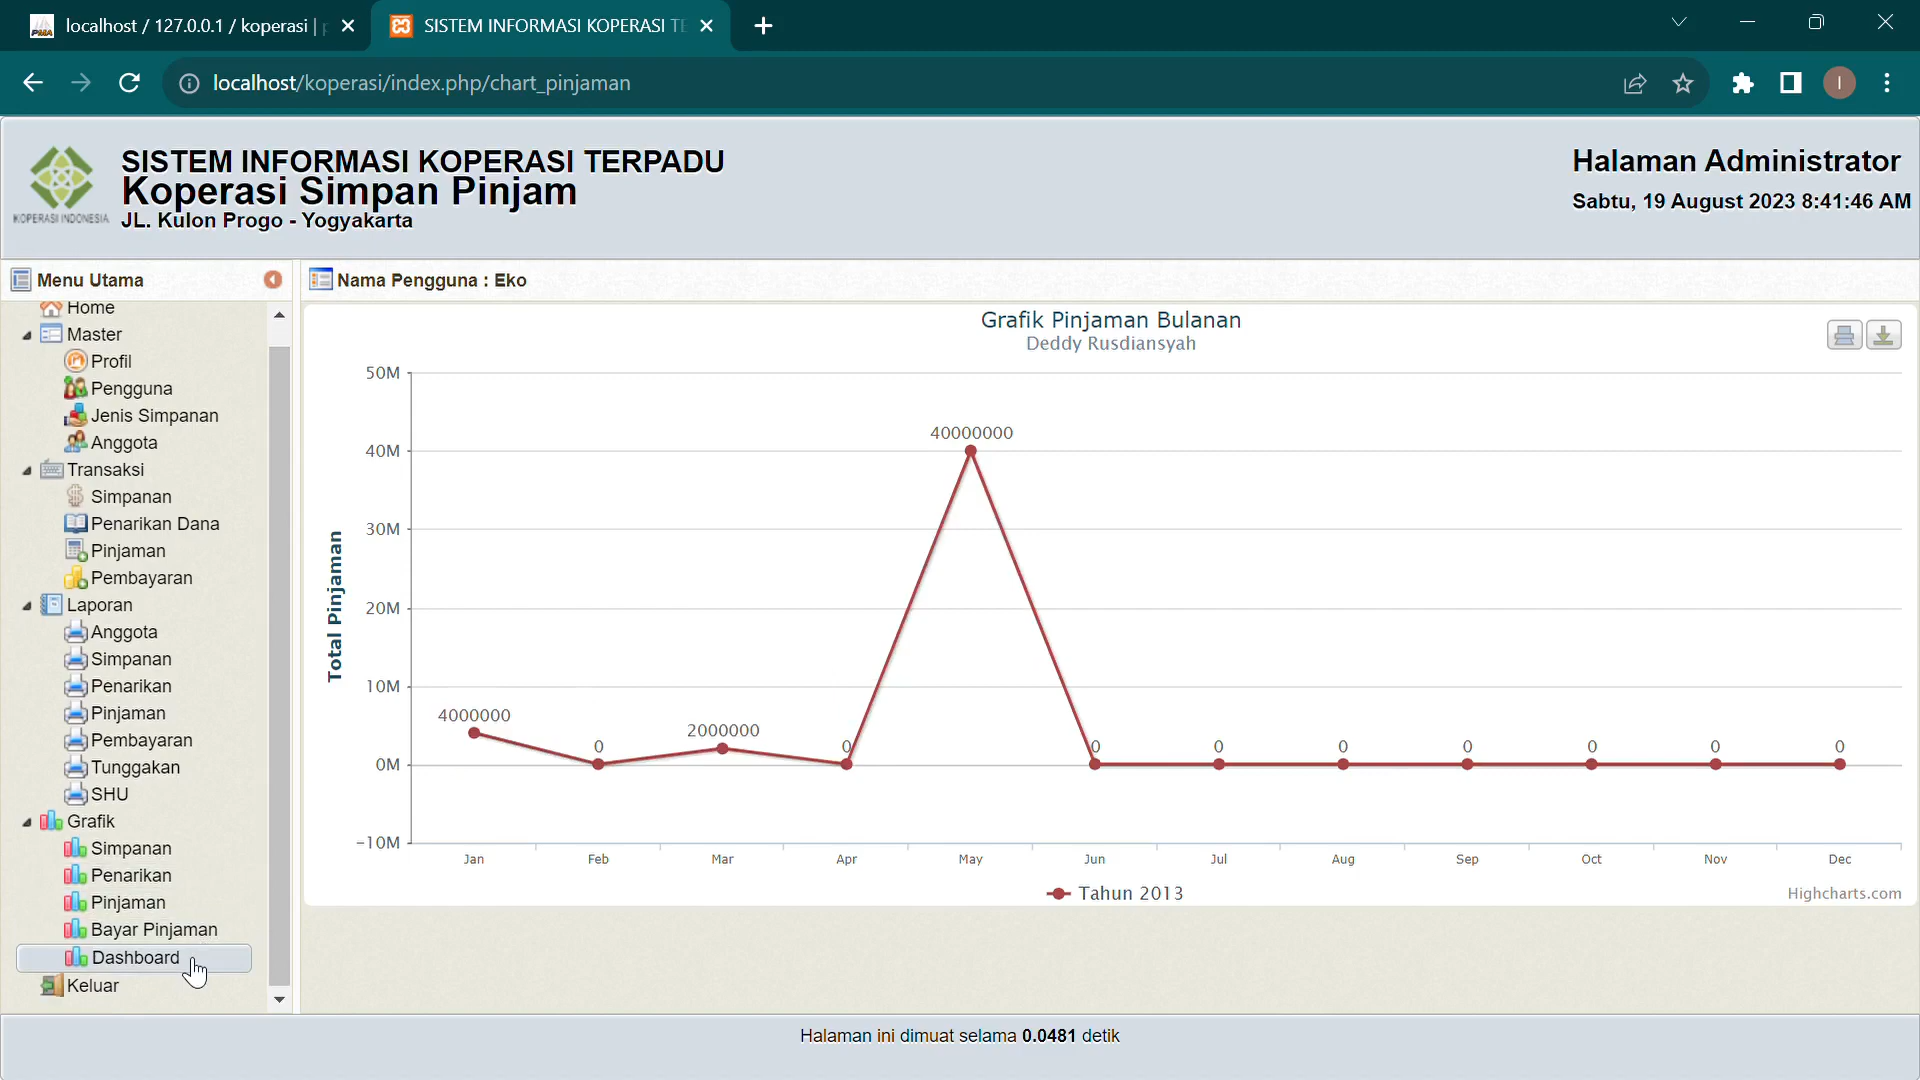 localhost / 127.0.0.1 / koperasi |
SISTEM INFORMASI KOPERASI TE
localhost/koperasi/index.php/chart_pinjaman
I
KOPERASI INDONESIA
SISTEM INFORMASI KOPERASI TERPADU
Koperasi Simpan Pinjam
JL. Kulon Progo - Yogyakarta
Halaman Administrator
Sabtu, 19 August 2023 8:41:46 AM
Menu Utama
Home
Master
Profil
Pengguna
Jenis Simpanan
Anggota
Transaksi
Simpanan
Penarikan Dana
Pinjaman
Pembayaran
Laporan
Anggota
Simpanan
Penarikan
Pinjaman
Pembayaran
Tunggakan
SHU
Grafik
Simpanan
Penarikan
Pinjaman
Bayar Pinjaman
Dashboard
Keluar
Nama Pengguna : Eko
Grafik Pinjaman Bulanan
Deddy Rusdiansyah
Total Pinjaman
50M
40M
30M
20M
10M
0M
-10M
4000000
0
2000000
0
40000000
0
0
0
0
0
0
0
Jan Feb Mar Apr May Jun Jul Aug Sep Oct Nov Dec
Tahun 2013
Highcharts.com
Halaman ini dimuat selama 0.0481 detik